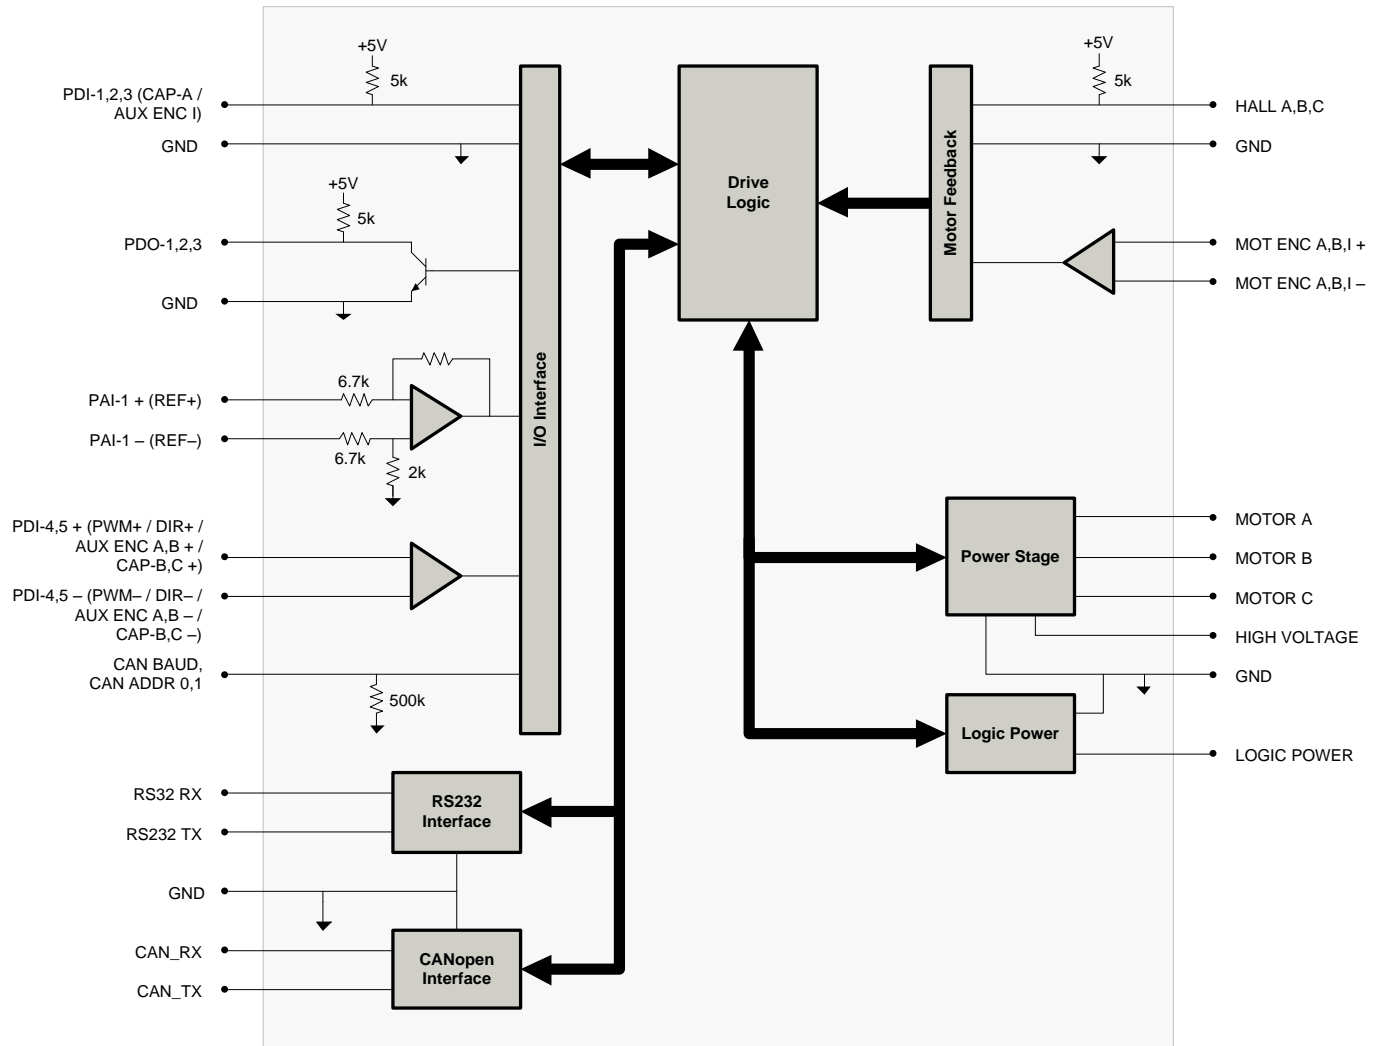 +5V
5k
PDI-1,2,3 (CAP-A /
AUX ENC I)
GND
+5V
5k
PDO-1,2,3
GND
6.7k
PAI-1 + (REF+)
PAI-1 – (REF–)
6.7k
2k
PDI-4,5 + (PWM+ / DIR+ /
AUX ENC A,B + /
CAP-B,C +)
PDI-4,5 – (PWM– / DIR– /
AUX ENC A,B – /
CAP-B,C –)
CAN BAUD,
CAN ADDR 0,1
500k
I/O Interface
RS32 RX
RS232 TX
RS232
Interface
GND
CAN_RX
CAN_TX
CANopen
Interface
Drive
Logic
Motor Feedback
+5V
5k
HALL A,B,C
GND
MOT ENC A,B,I +
MOT ENC A,B,I –
Power Stage
MOTOR A
MOTOR B
MOTOR C
HIGH VOLTAGE
GND
Logic Power
LOGIC POWER